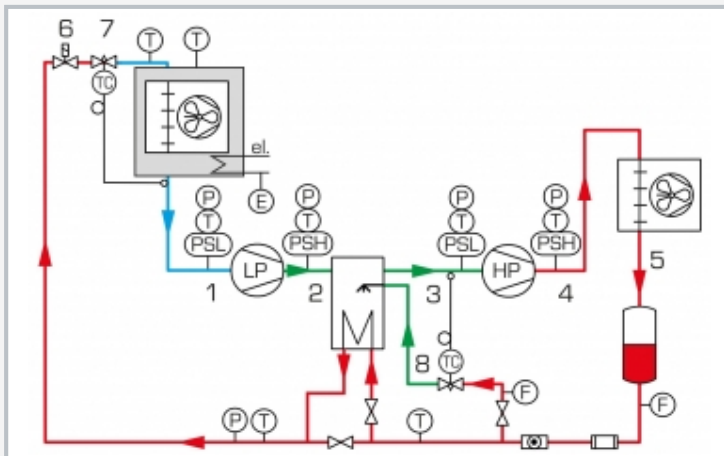 6 7 T T
TC
el.
E
P P P P
T T T T
PSL PSH PSL PSH
LP HP
1 2 3 4 5
8 TC
F F
P T T